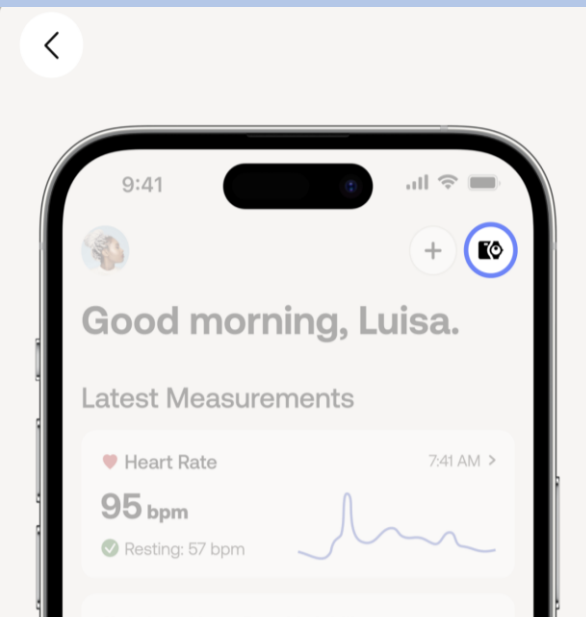 9:41
Good morning, Luisa.
Latest Measurements
Heart Rate
7:41 AM >
95 bpm
Resting: 57 bpm